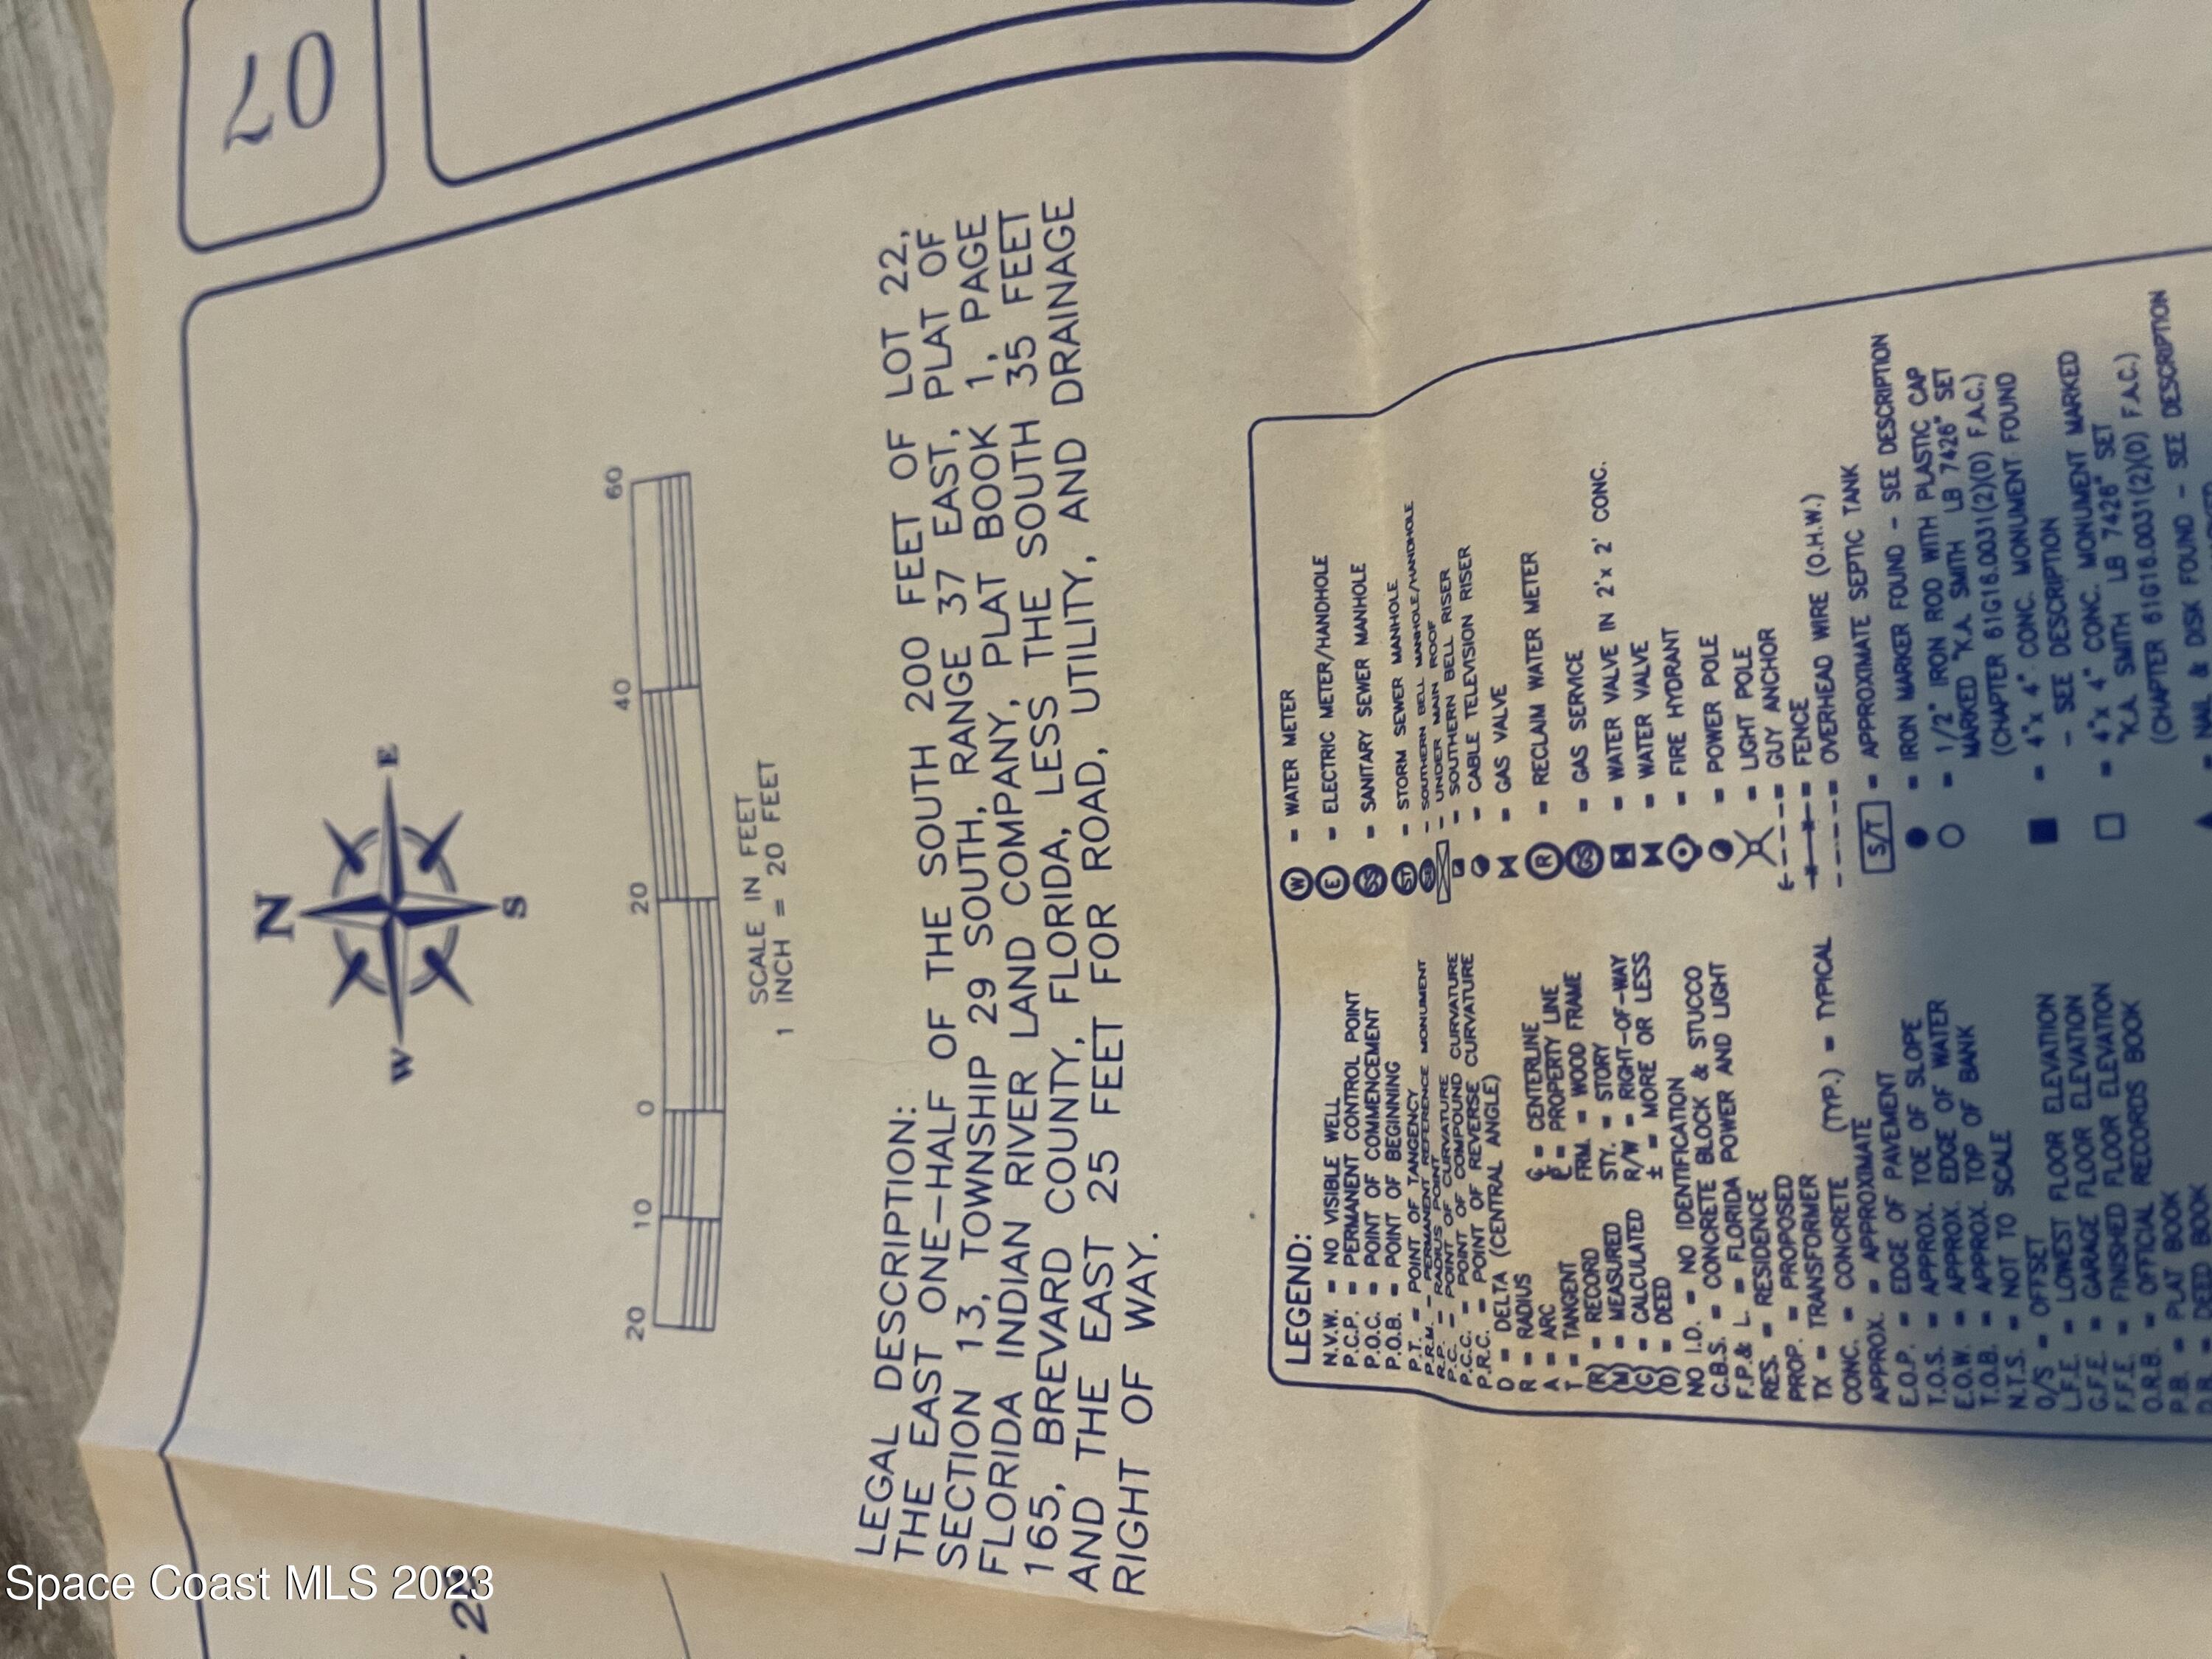 07
N
W
E
S
20
10
0
20
40
60
SCALE IN FEET
1 INCH = 20 FEET
LEGAL DESCRIPTION:
THE EAST ONE-HALF OF THE SOUTH 200 FEET OF LOT 22,
SECTION 13, TOWNSHIP 29 SOUTH, RANGE 37 EAST, PLAT OF
FLORIDA INDIAN RIVER LAND COMPANY, PLAT BOOK 1, PAGE
165, BREVARD COUNTY, FLORIDA, LESS THE SOUTH 35 FEET
AND THE EAST 25 FEET FOR ROAD, UTILITY, AND DRAINAGE
RIGHT OF WAY.
LEGEND:
N.V.W. = NO VISIBLE WELL
P.C.P. = PERMANENT CONTROL POINT
P.O.C. = POINT OF COMMENCEMENT
P.O.B. = POINT OF BEGINNING
P.T. = POINT OF TANGENCY
P.R.M. = PERMANENT REFERENCE MONUMENT
R.P. = RADIUS POINT
P.C. = POINT OF CURVATURE
P.C.C. = POINT OF COMPOUND CURVATURE
P.R.C. = POINT OF REVERSE CURVATURE
D = DELTA (CENTRAL ANGLE)
R = RADIUS
A = ARC
T = TANGENT
(R) = RECORD
(M) = MEASURED
(C) = CALCULATED
(D) = DEED
NO I.D. = NO IDENTIFICATION
C.B.S. = CONCRETE BLOCK & STUCCO
F.P.& L. = FLORIDA POWER AND LIGHT
RES. = RESIDENCE
PROP. = PROPOSED
TX = TRANSFORMER
CONC. = CONCRETE
APPROX. = APPROXIMATE
E.O.P. = EDGE OF PAVEMENT
T.O.S. = APPROX. TOE OF SLOPE
E.O.W. = APPROX. EDGE OF WATER
T.O.B. = APPROX. TOP OF BANK
N.T.S. = NOT TO SCALE
O/S = OFFSET
L.F.E. = LOWEST FLOOR ELEVATION
G.F.E. = GARAGE FLOOR ELEVATION
F.F.E. = FINISHED FLOOR ELEVATION
O.R.B. = OFFICIAL RECORDS BOOK
P.B. = PLAT BOOK
D.B. = DEED BOOK
℄ = CENTERLINE
⅊ = PROPERTY LINE
FRM. = WOOD FRAME
STY. = STORY
R/W = RIGHT-OF-WAY
± = MORE OR LESS
(TYP.) = TYPICAL
W = WATER METER
E = ELECTRIC METER/HANDHOLE
SS = SANITARY SEWER MANHOLE
ST = STORM SEWER MANHOLE
SB - SOUTHERN BELL MANHOLE/HANDHOLE
- UNDER MAIN ROOF
- SOUTHERN BELL RISER
= CABLE TELEVISION RISER
= GAS VALVE
R = RECLAIM WATER METER
GS = GAS SERVICE
= WATER VALVE IN 2'x 2' CONC.
= WATER VALVE
= FIRE HYDRANT
= POWER POLE
= LIGHT POLE
= GUY ANCHOR
= FENCE
= OVERHEAD WIRE (O.H.W.)
S/T = APPROXIMATE SEPTIC TANK
= IRON MARKER FOUND - SEE DESCRIPTION
= 1/2" IRON ROD WITH PLASTIC CAP
MARKED "K.A. SMITH LB 7426" SET
(CHAPTER 61G16.0031(2)(D) F.A.C.)
= 4"x 4" CONC. MONUMENT FOUND
- SEE DESCRIPTION
= 4"x 4" CONC. MONUMENT MARKED
"K.A. SMITH LB 7426" SET
(CHAPTER 61G16.0031(2)(D) F.A.C.)
= NAIL & DISK FOUND - SEE DESCRIPTION
Space Coast MLS 2023